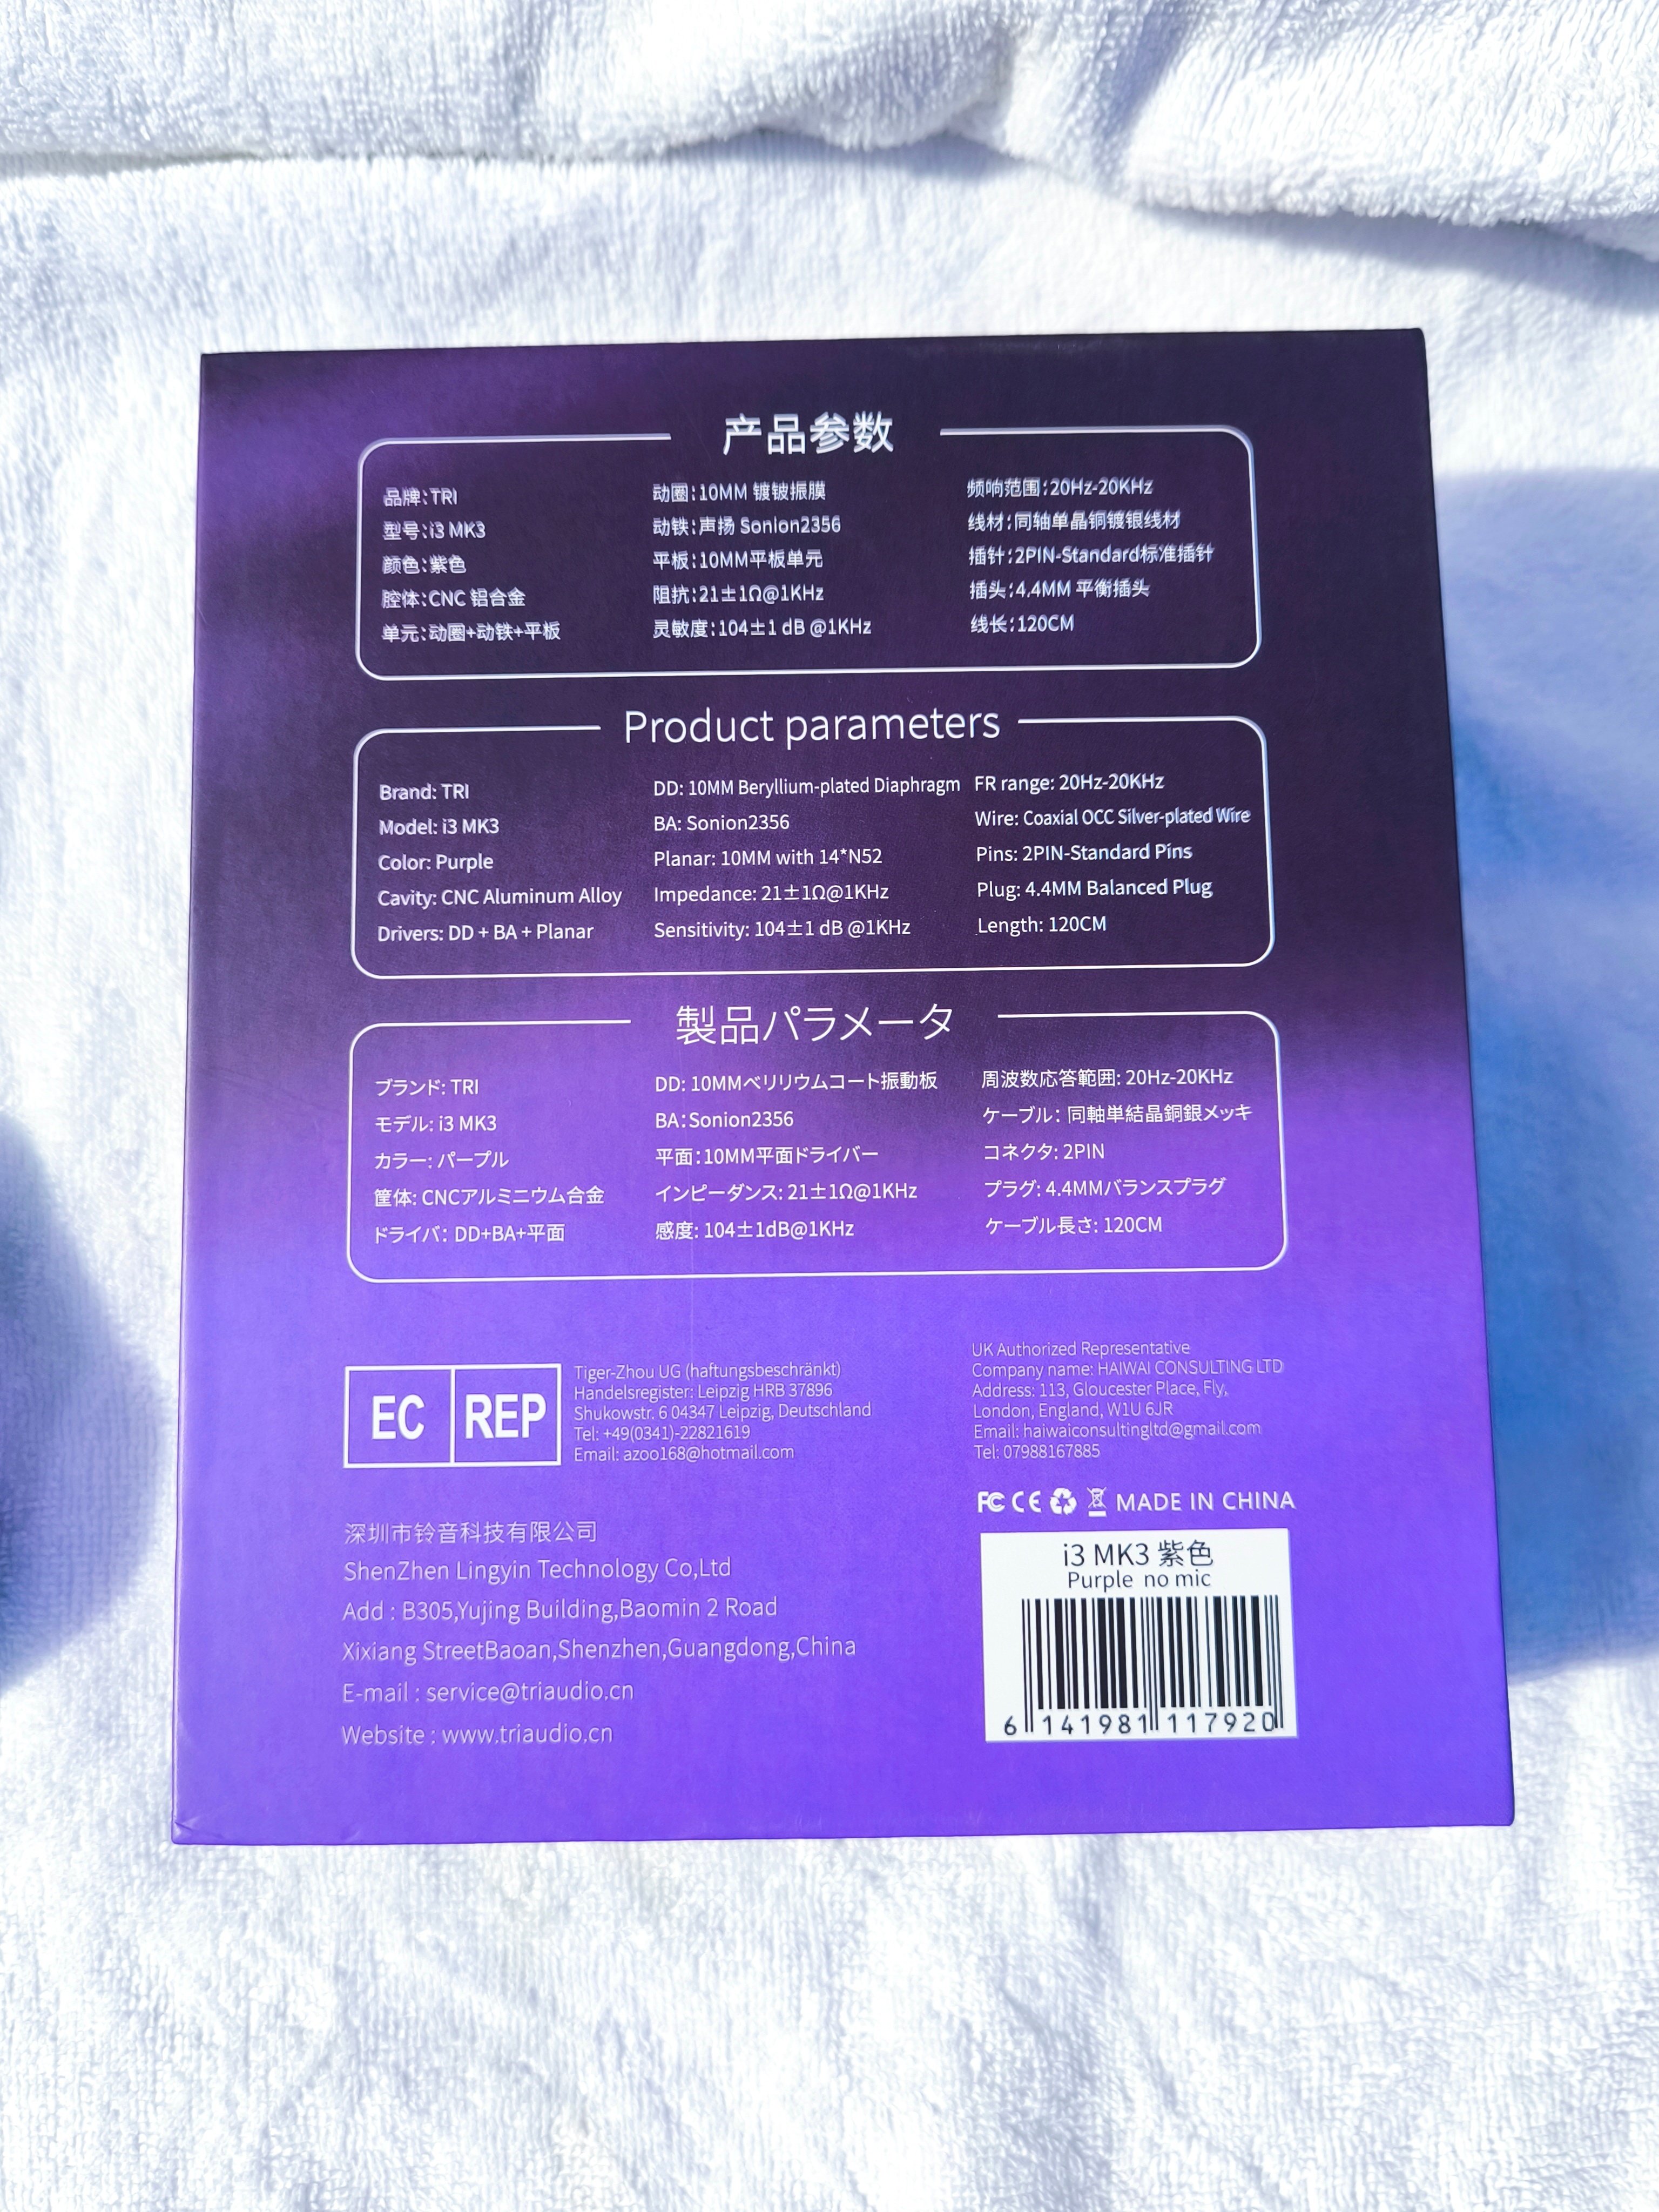 产品参数
品牌:TRI
型号:i3 MK3
颜色:紫色
腔体:CNC 铝合金
单元:动圈+动铁+平板
动圈:10MM 镀铍振膜
动铁:声扬 Sonion2356
平板:10MM平板单元
阻抗:21±1Ω@1KHz
灵敏度:104±1 dB @1KHz
频响范围:20Hz-20KHz
线材:同轴单晶铜镀银线材
插针:2PIN-Standard标准插针
插头:4.4MM 平衡插头
线长:120CM
Product parameters
Brand: TRI
Model: i3 MK3
Color: Purple
Cavity: CNC Aluminum Alloy
Drivers: DD + BA + Planar
DD: 10MM Beryllium-plated Diaphragm
BA: Sonion2356
Planar: 10MM with 14*N52
Impedance: 21±1Ω@1KHz
Sensitivity: 104±1 dB @1KHz
FR range: 20Hz-20KHz
Wire: Coaxial OCC Silver-plated Wire
Pins: 2PIN-Standard Pins
Plug: 4.4MM Balanced Plug
Length: 120CM
製品パラメータ
ブランド: TRI
モデル: i3 MK3
カラー: パープル
筐体: CNCアルミニウム合金
ドライバ: DD+BA+平面
DD: 10MMベリリウムコート振動板
BA:Sonion2356
平面:10MM平面ドライバー
インピーダンス: 21±1Ω@1KHz
感度: 104±1dB@1KHz
周波数応答範囲: 20Hz-20KHz
ケーブル: 同軸単結晶銅銀メッキ
コネクタ: 2PIN
プラグ: 4.4MMバランスプラグ
ケーブル長さ: 120CM
EC REP
Tiger-Zhou UG (haftungsbeschränkt)
Handelsregister: Leipzig HRB 37896
Shukowstr. 6 04347 Leipzig, Deutschland
Tel: +49(0341)-22821619
Email: azoo168@hotmail.com
UK Authorized Representative
Company name: HAIWAI CONSULTING LTD
Address: 113, Gloucester Place, Fly,
London, England, W1U 6JR
Email: haiwaiconsultingltd@gmail.com
Tel: 07988167885
FC CE MADE IN CHINA
深圳市铃音科技有限公司
ShenZhen Lingyin Technology Co,Ltd
Add : B305,Yujing Building,Baomin 2 Road
Xixiang StreetBaoan,Shenzhen,Guangdong,China
E-mail : service@triaudio.cn
Website : www.triaudio.cn
i3 MK3 紫色
Purple no mic
6 141981 117920